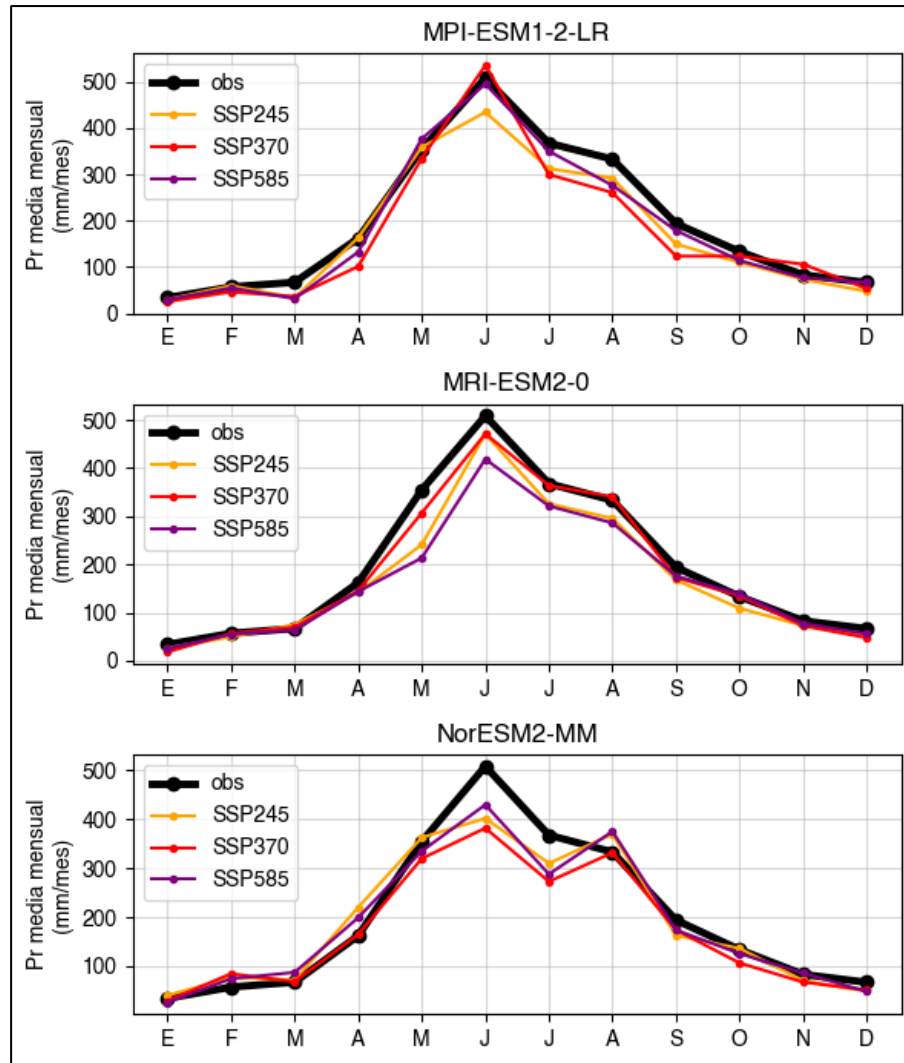 MPI-ESM1-2-LR
Pr media mensual
(mm/mes)
500
400
300
200
100
0
obs
SSP245
SSP370
SSP585
E F M A M J J A S O N D
MRI-ESM2-0
Pr media mensual
(mm/mes)
500
400
300
200
100
0
obs
SSP245
SSP370
SSP585
E F M A M J J A S O N D
NorESM2-MM
Pr media mensual
(mm/mes)
500
400
300
200
100
obs
SSP245
SSP370
SSP585
E F M A M J J A S O N D